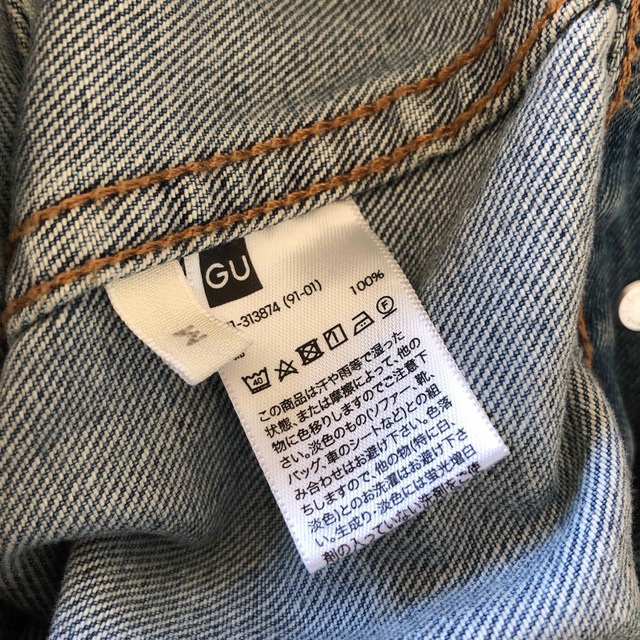 GU
M
-313874 (91-01)
100%
40
この商品は汗や雨等で湿った
状態、または摩擦によって、他の
物に色移りしますのでご注意下
さい。淡色のもの(ソファー、靴、
バッグ、車のシートなど)との組
み合わせはお避け下さい。色落
ちしますので、他の物(特に白、
淡色)とのお洗濯はお避け下さ
い。生成り・淡色には蛍光増白
剤の入っていない